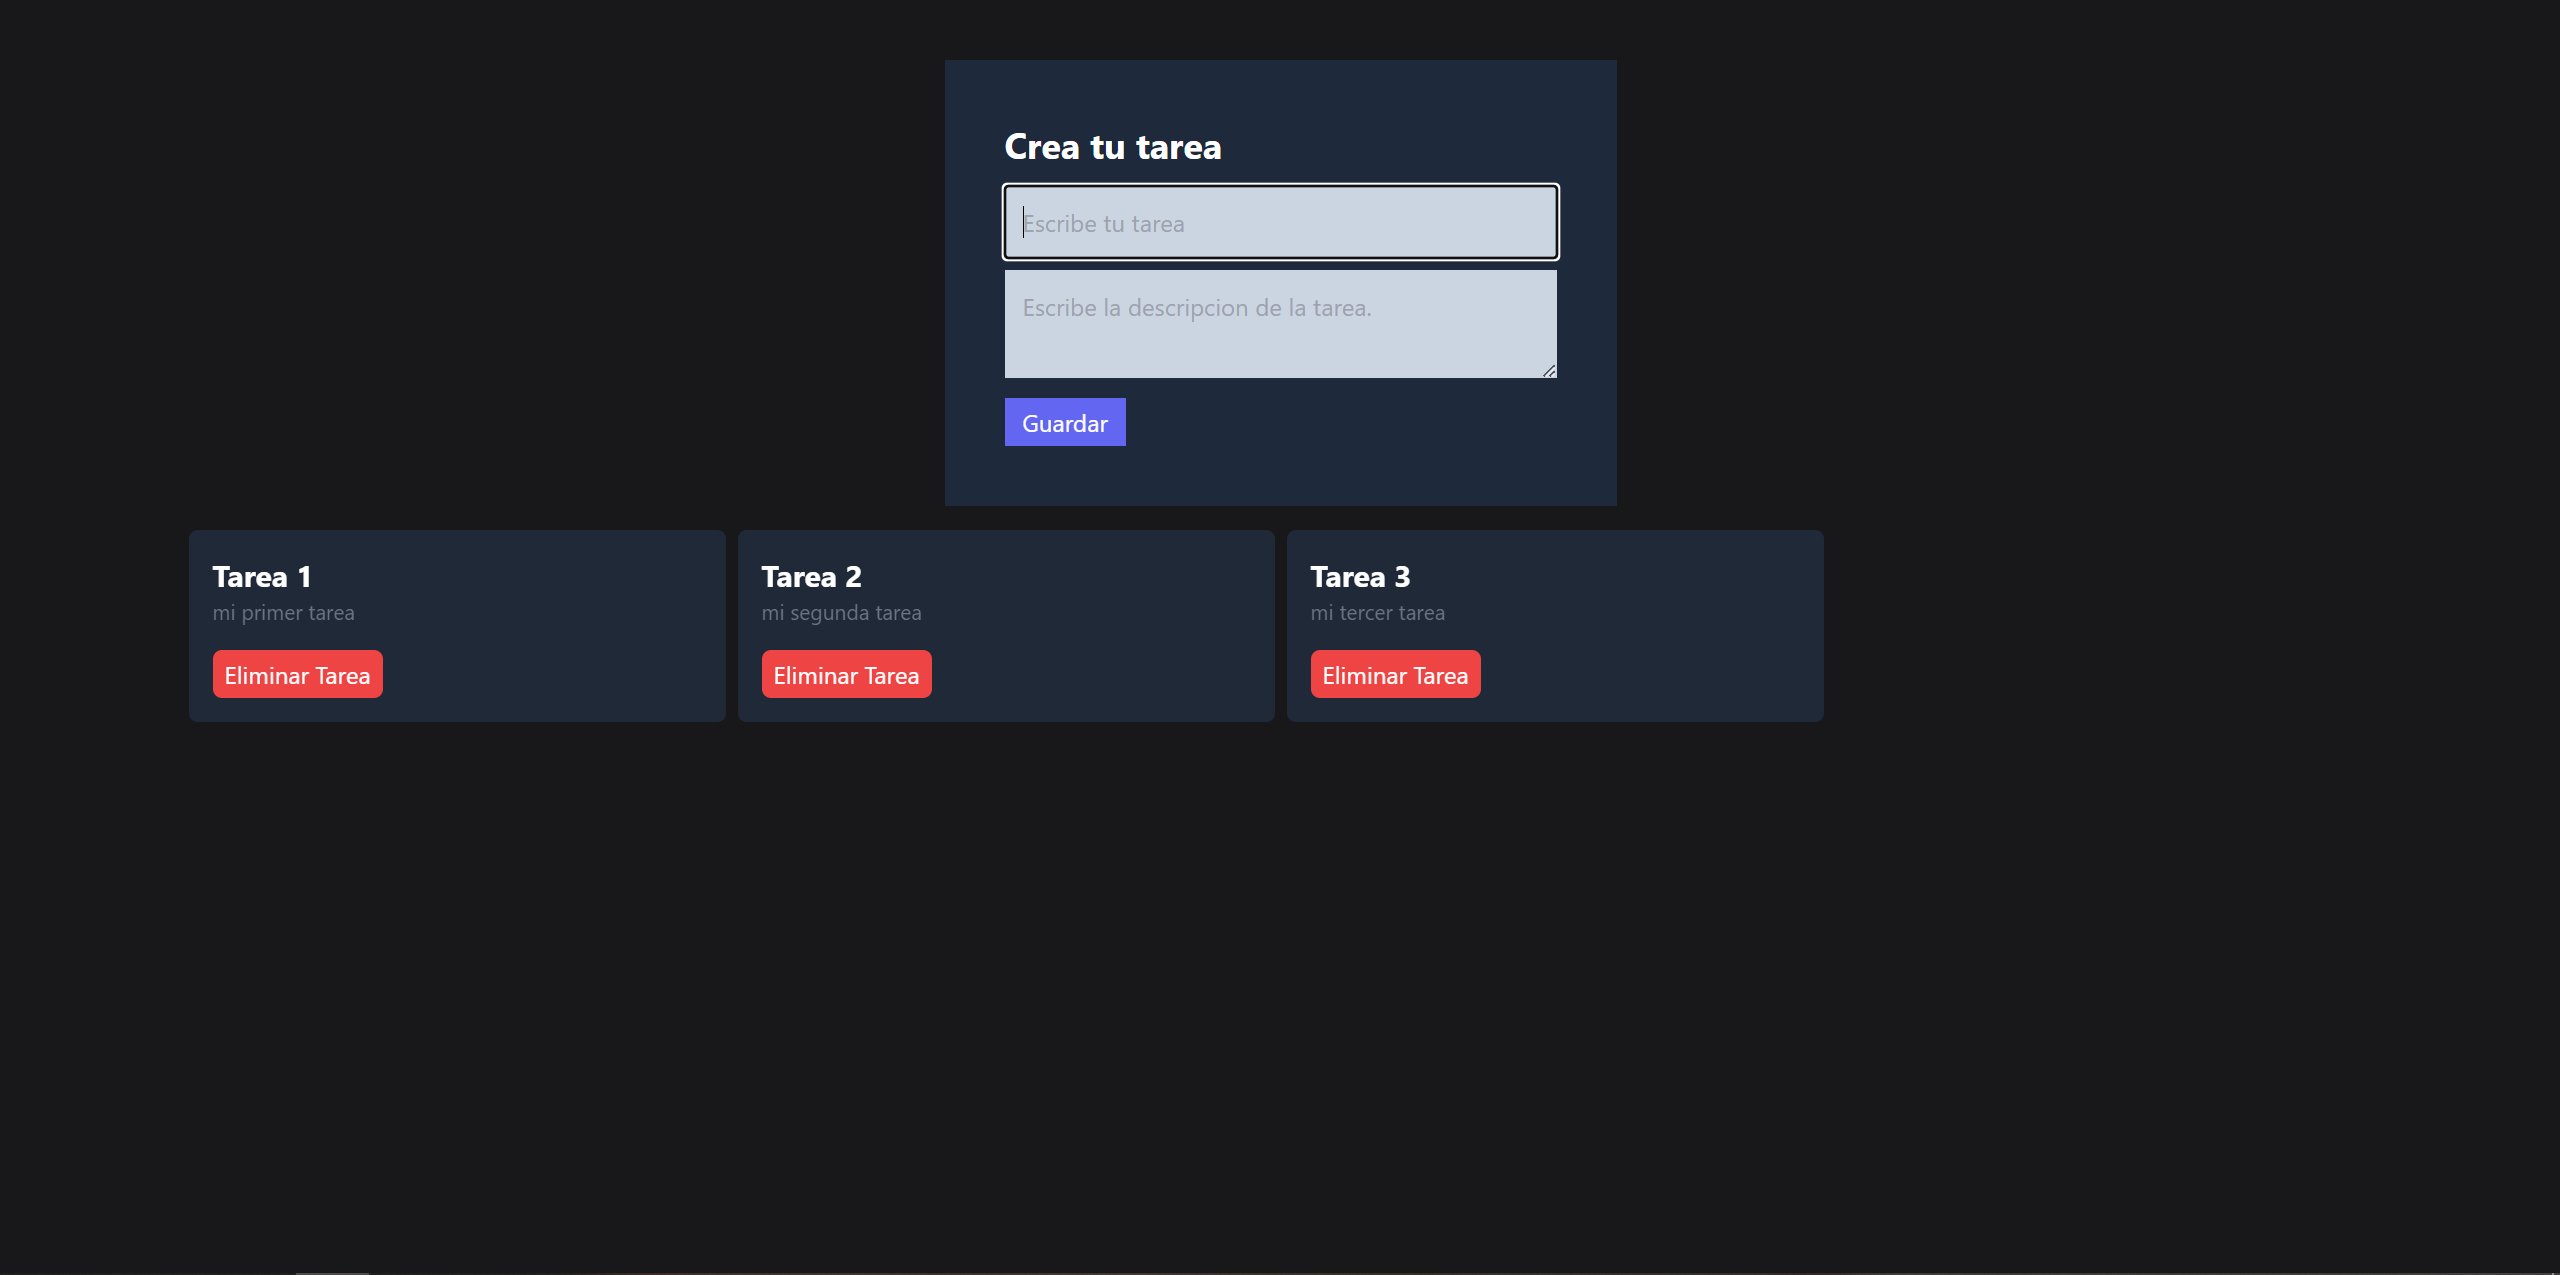 Crea tu tarea
Escribe tu tarea
Escribe la descripcion de la tarea.
Guardar
Tarea 1
mi primer tarea
Eliminar Tarea
Tarea 2
mi segunda tarea
Eliminar Tarea
Tarea 3
mi tercer tarea
Eliminar Tarea